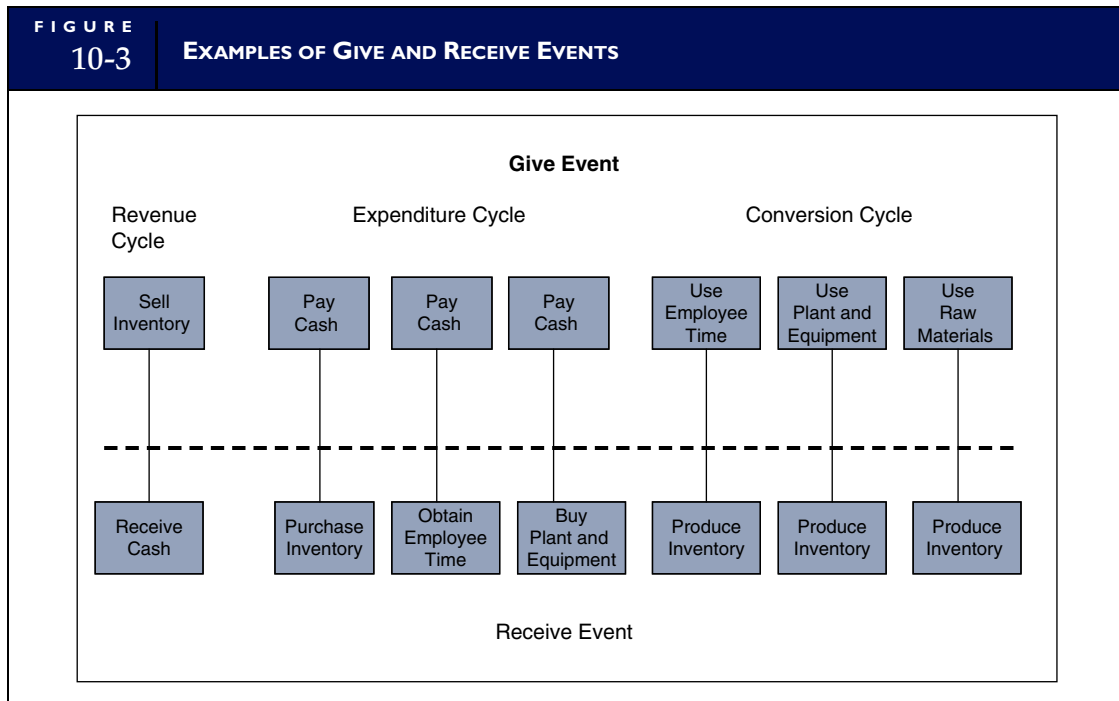 FIGURE
10-3
EXAMPLES OF GIVE AND RECEIVE EVENTS
Give Event
Revenue
Cycle
Expenditure Cycle
Conversion Cycle
Sell
Inventory
Pay
Cash
Pay
Cash
Pay
Cash
Use
Employee
Time
Use
Plant and
Equipment
Use
Raw
Materials
Receive
Cash
Purchase
Inventory
Obtain
Employee
Time
Buy
Plant and
Equipment
Produce
Inventory
Produce
Inventory
Produce
Inventory
Receive Event